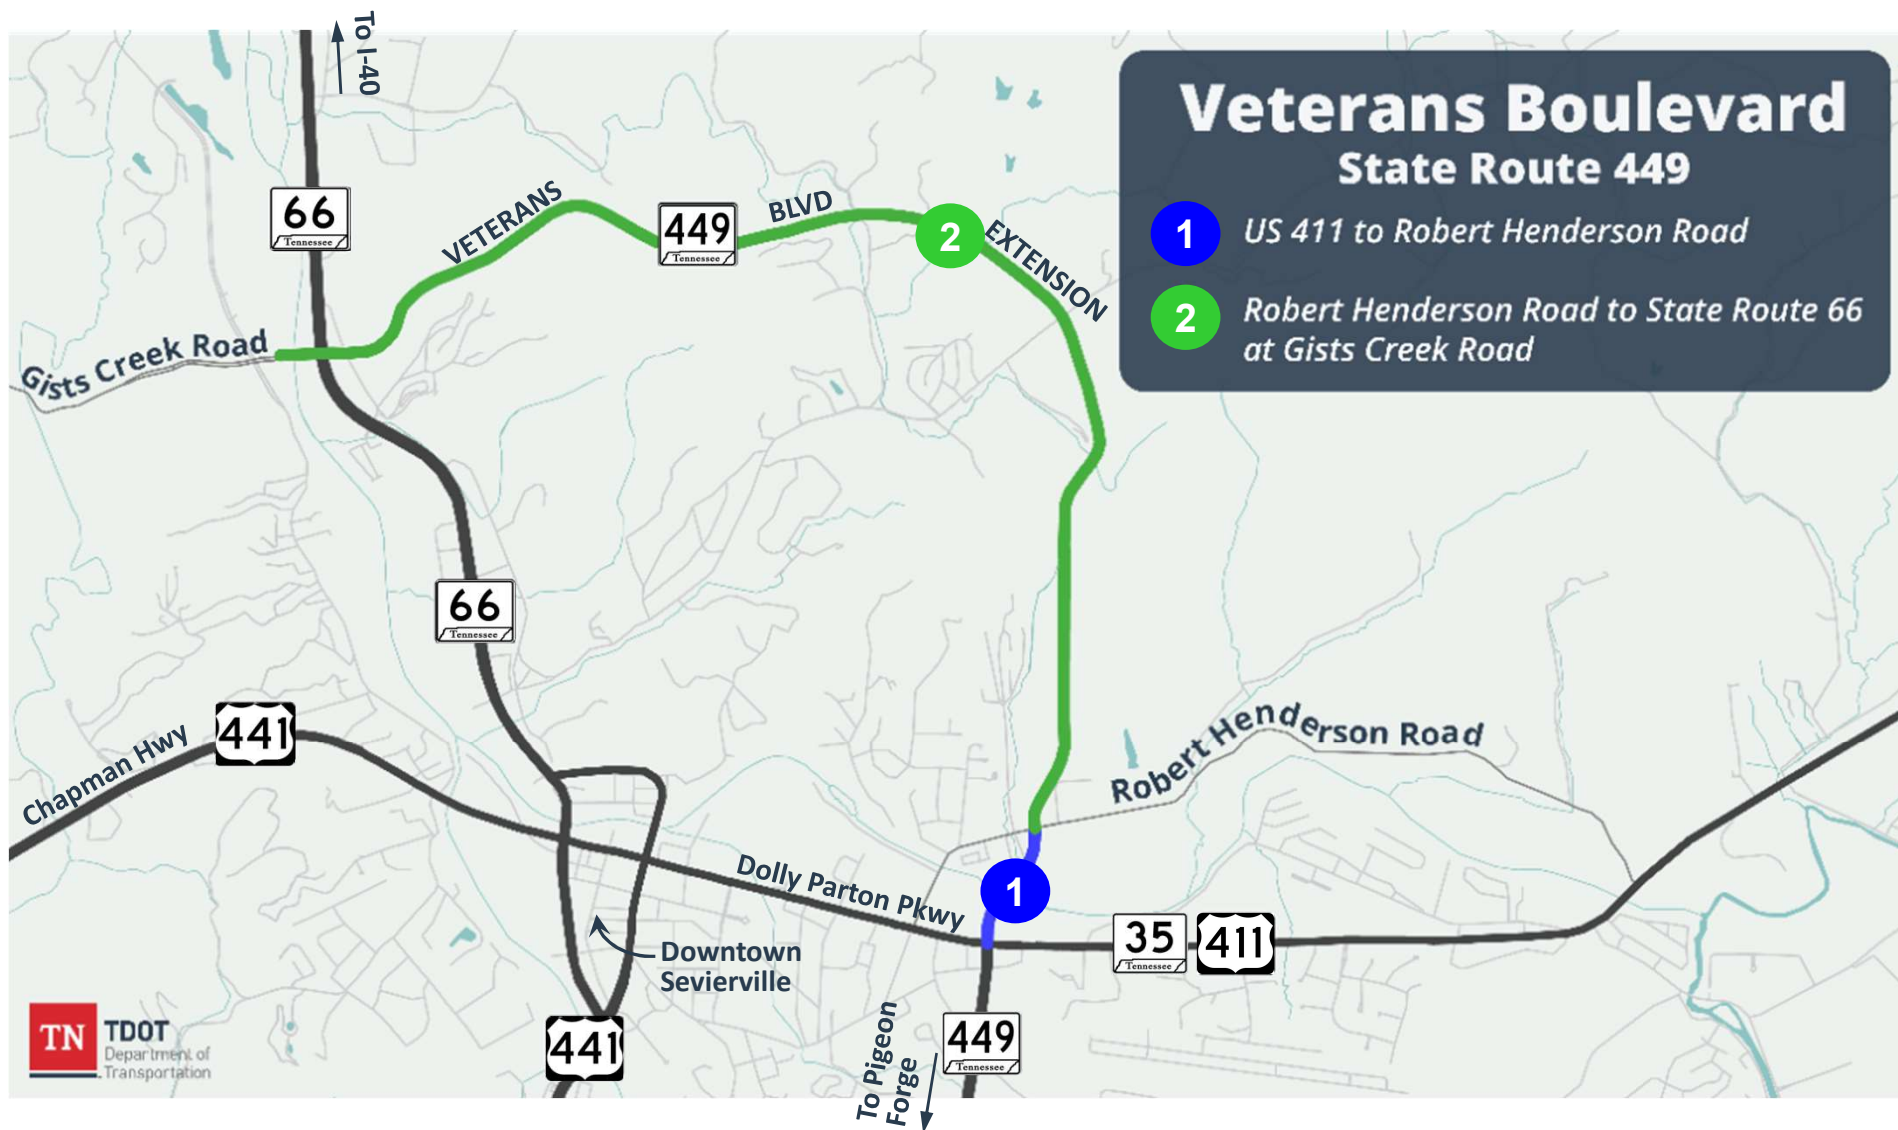 To I-40
Veterans Boulevard
State Route 449
1 US 411 to Robert Henderson Road
2 Robert Henderson Road to State Route 66
at Gists Creek Road
66
Tennessee
VETERANS
449
Tennessee
BLVD
2
EXTENSION
Gists Creek Road
66
Tennessee
Chapman Hwy
441
Robert Henderson Road
Dolly Parton Pkwy
1
35
Tennessee
411
Downtown
Sevierville
441
To Pigeon
Forge
449
Tennessee
TN
TDOT
Department of
Transportation